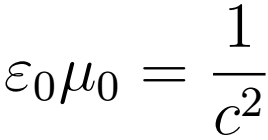 ε₀μ₀ = 1/c²